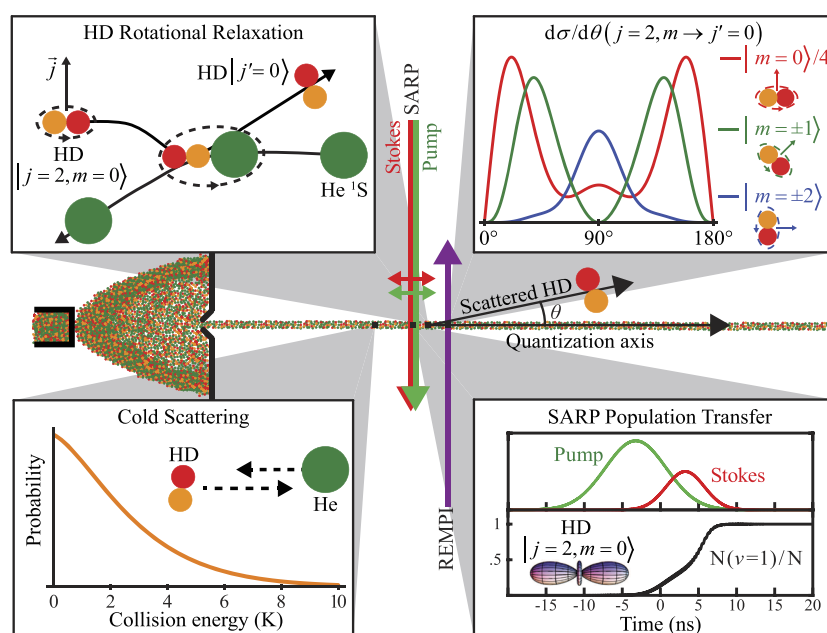 HD Rotational Relaxation
j
HD |j′= 0⟩
HD
|j=2,m=0⟩
He ¹S
SARP
Stokes
Pump
dσ/dθ(j=2,m→j′=0)
|m=0⟩/4
|m=±1⟩
|m=±2⟩
0° 90° 180°
Scattered HD
θ
Quantization axis
Cold Scattering
Probability
HD
He
0 2 4 6 8 10
Collision energy (K)
REMPI
SARP Population Transfer
Pump
Stokes
1
.5
HD
|j=2,m=0⟩
N(v=1)/N
-15 -10 -5 0 5 10 15 20
Time (ns)